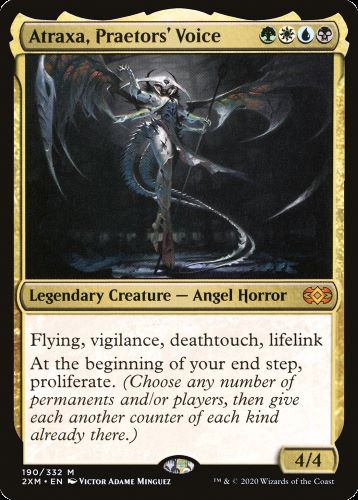 Atraxa, Praetors' Voice
Legendary Creature — Angel Horror
Flying, vigilance, deathtouch, lifelink
At the beginning of your end step,
proliferate. (Choose any number of
permanents and/or players, then give
each another counter of each kind
already there.)
4/4
190/332 M
2XM • EN Victor Adame Minguez
™ & © 2020 Wizards of the Coast